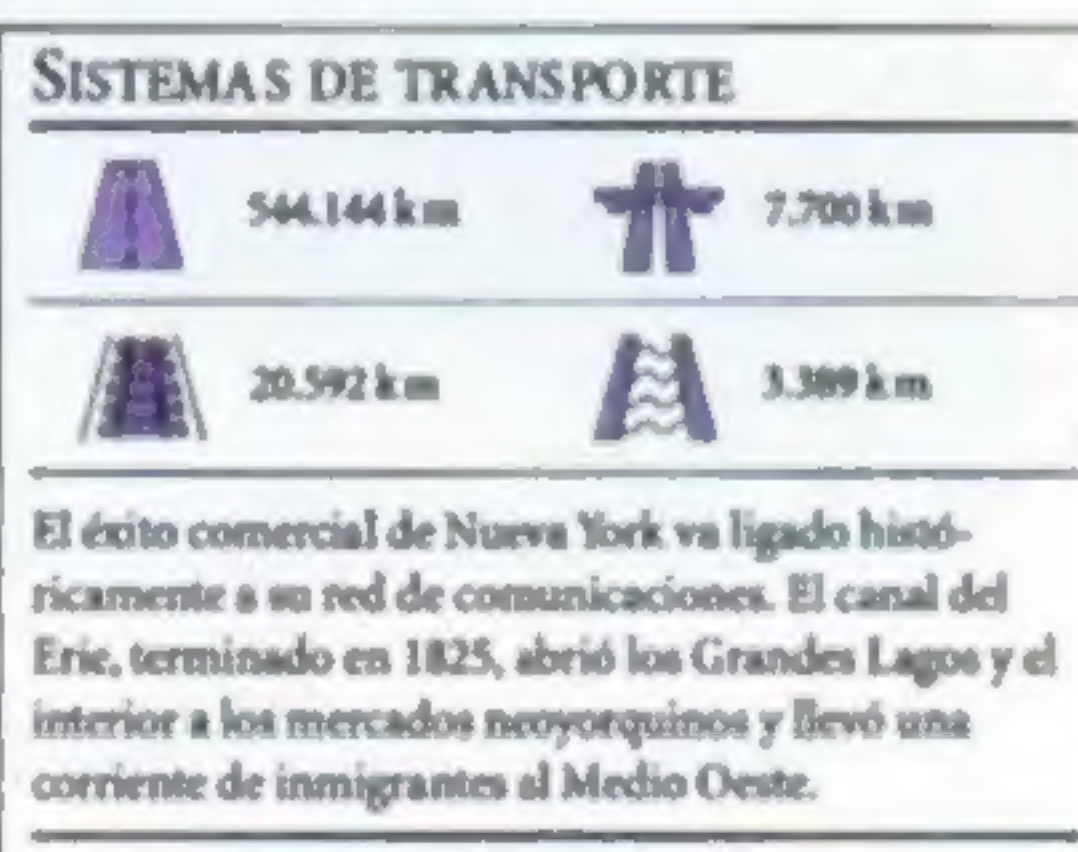 SISTEMAS DE TRANSPORTE
544.144 km 7.700 km
20.592 km 3.389 km
El éxito comercial de Nueva York va ligado histó-
ricamente a su red de comunicaciones. El canal del
Erie, terminado en 1825, abrió los Grandes Lagos y el
interior a los mercados neoyorquinos y llevó una
corriente de inmigrantes al Medio Oeste.